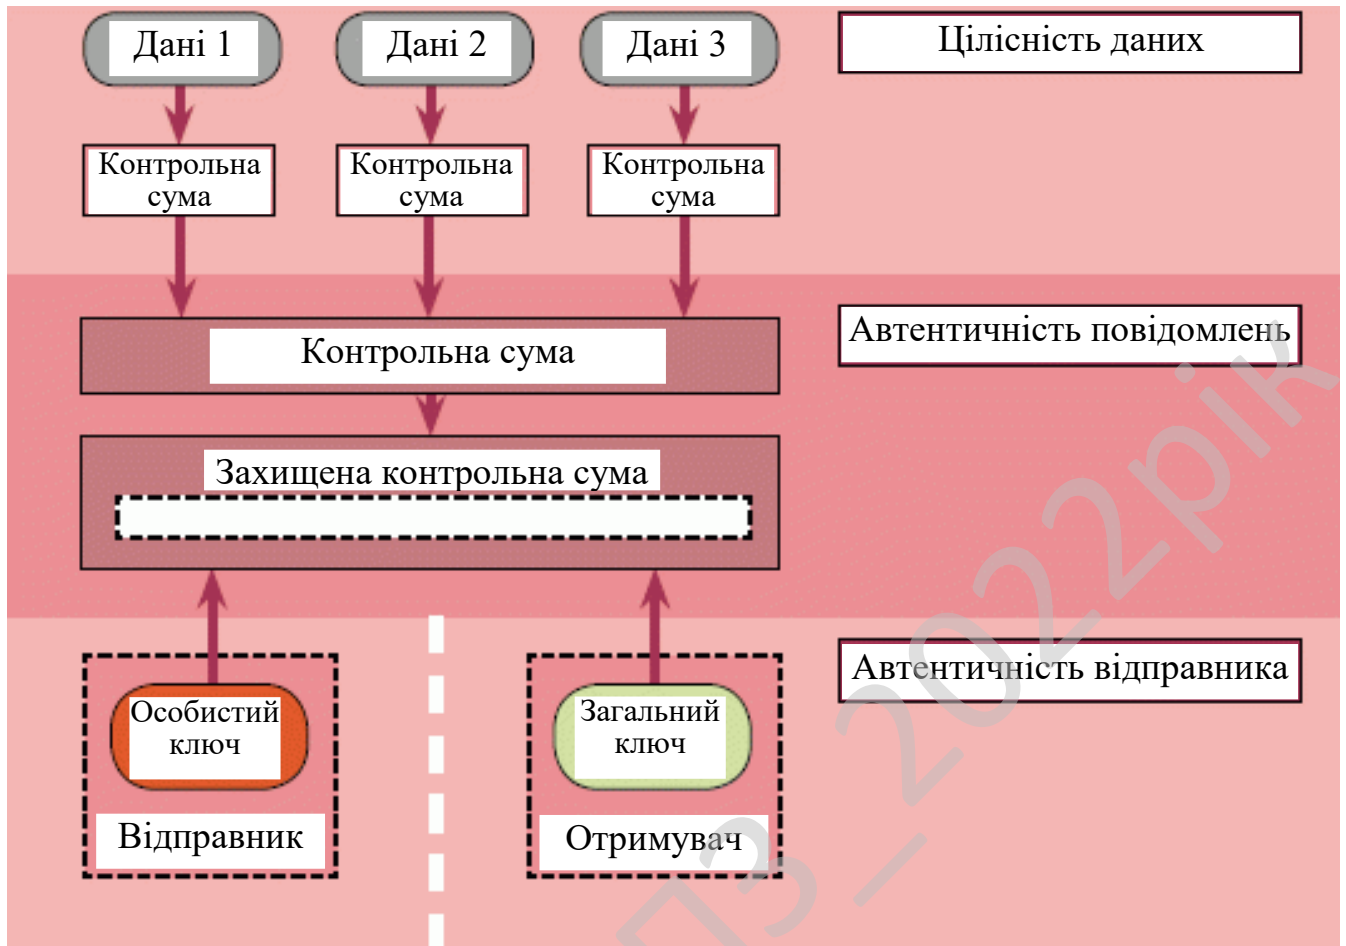 Дані 1
Дані 2
Дані 3
Цілісність даних
Контрольна
сума
Контрольна
сума
Контрольна
сума
Контрольна сума
Автентичність повідомлень
Захищена контрольна сума
Автентичність відправника
Особистий
ключ
Відправник
Загальний
ключ
Отримувач
ПЗ_2022рік